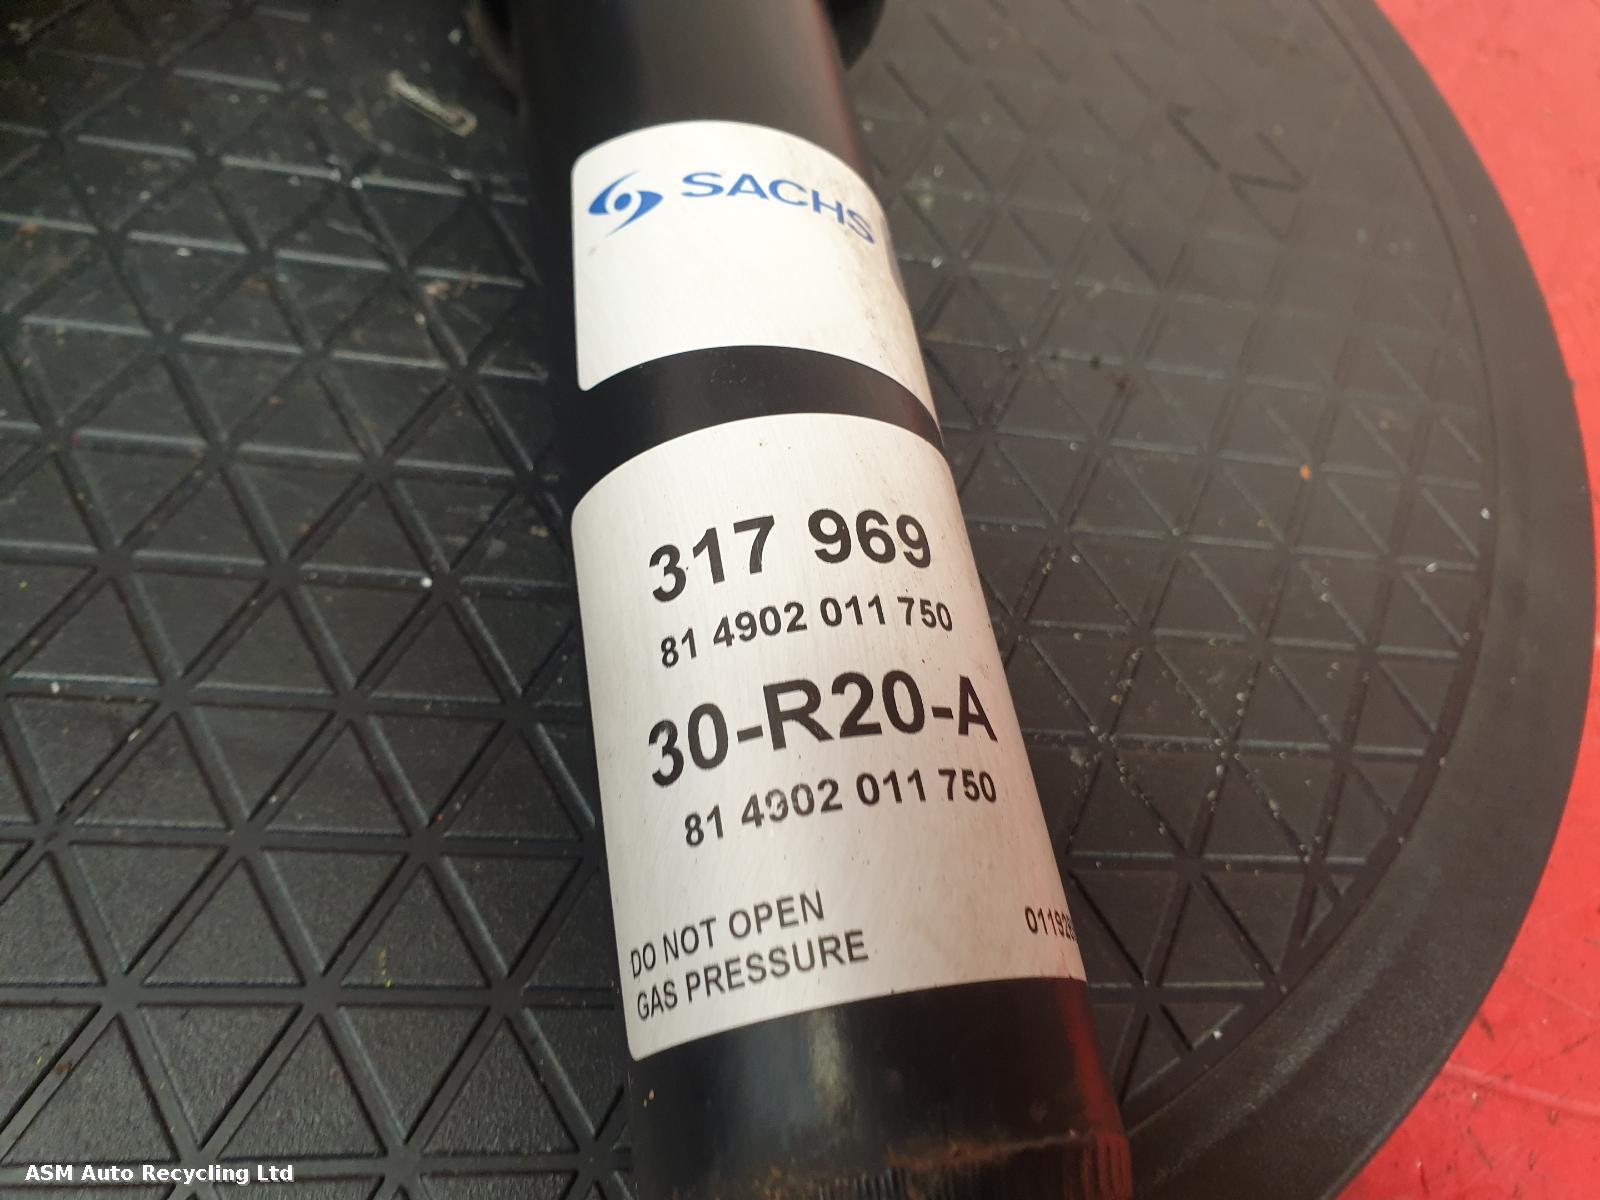 SACHS
317 969
81 4902 011 750
30-R20-A
81 4902 011 750
DO NOT OPEN
GAS PRESSURE
ASM Auto Recycling Ltd